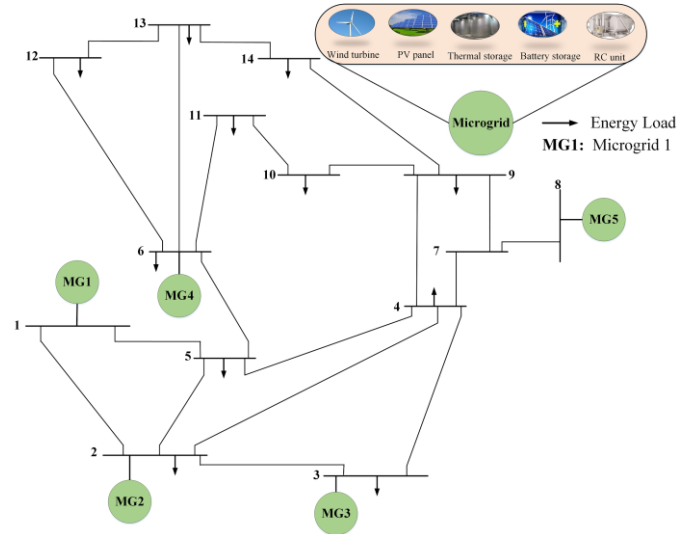 13
12
14
Wind turbine
PV panel
Thermal storage
Battery storage
RC unit
11
Microgrid
Energy Load
MG1: Microgrid 1
10
9
8
MG5
6
7
MG1
MG4
4
1
5
2
3
MG2
MG3